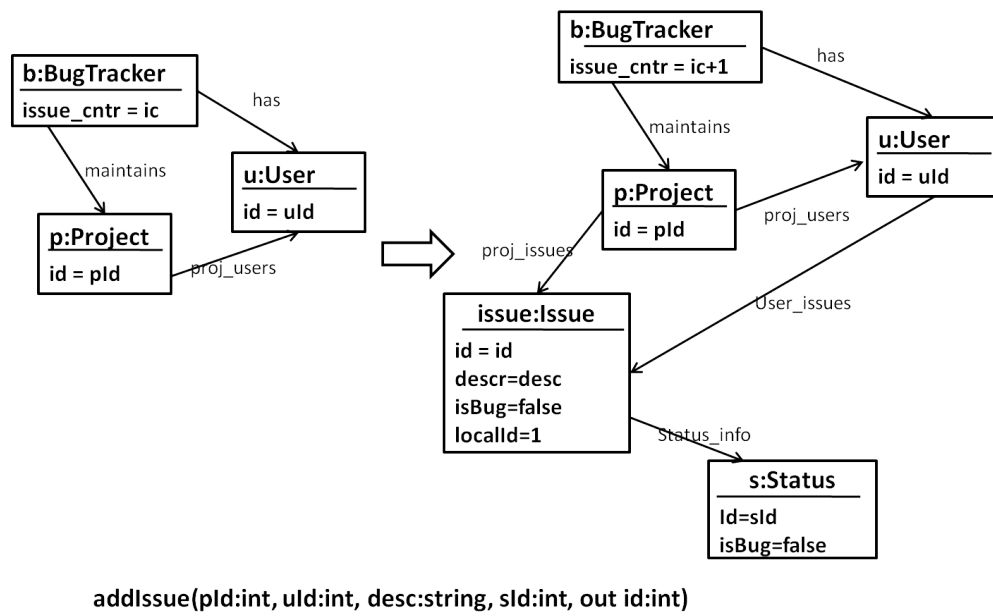 b:BugTracker
issue_cntr = ic
has
maintains
u:User
id = uId
p:Project
id = pId
proj_users
b:BugTracker
issue_cntr = ic+1
has
maintains
u:User
id = uId
p:Project
id = pId
proj_users
proj_issues
User_issues
issue:Issue
id = id
descr=desc
isBug=false
localId=1
Status_info
s:Status
Id=sId
isBug=false
addIssue(pId:int, uId:int, desc:string, sId:int, out id:int)